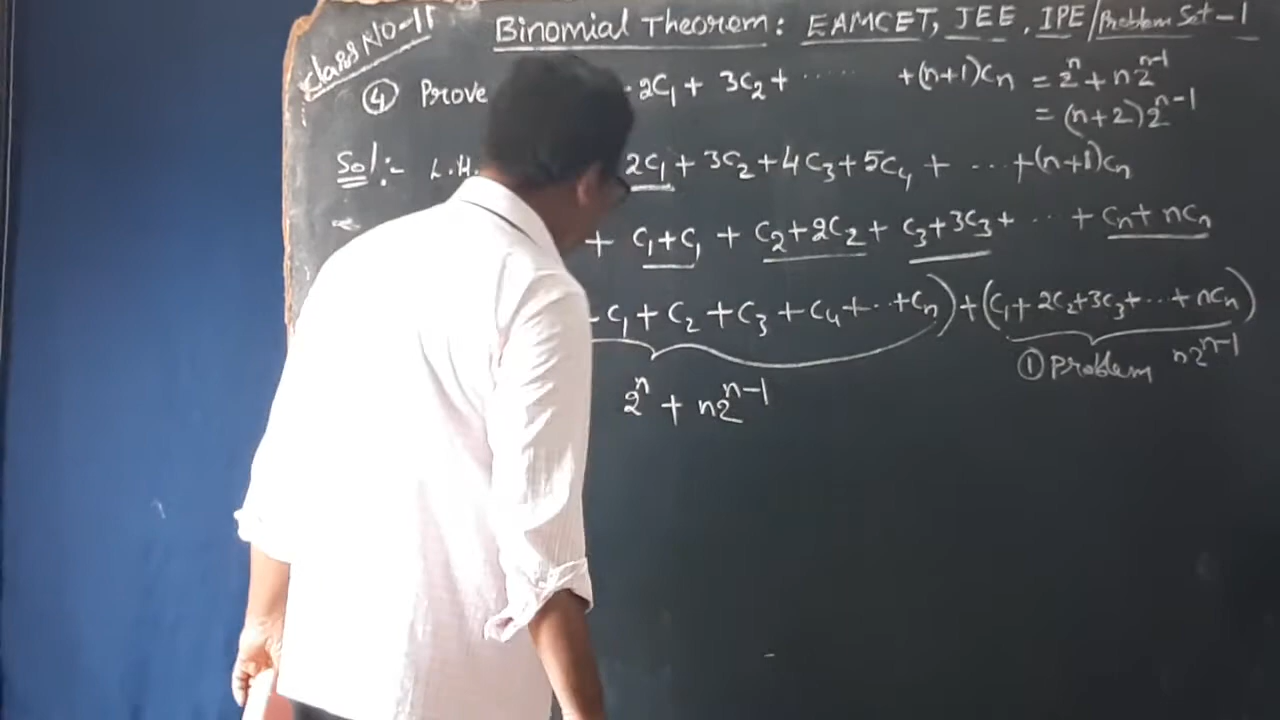 Class NO-11
Binomial Theorem: EAMCET, JEE, IPE/Problem Set-1
④ Prove · 2C₁ + 3C₂ + ······ + (n+1)Cₙ = 2ⁿ + n2ⁿ⁻¹
= (n+2)2ⁿ⁻¹
Sol:- L.H. 2C₁ + 3C₂ + 4C₃ + 5C₄ + ··· + (n+1)Cₙ
+ C₁+C₁ + C₂+2C₂ + C₃+3C₃ + ··· + Cₙ+nCₙ
C₁ + C₂ + C₃ + C₄ + ··· + Cₙ) + (C₁+2C₂+3C₃+ ··· + nCₙ)
① Problem n2ⁿ⁻¹
2ⁿ + n2ⁿ⁻¹